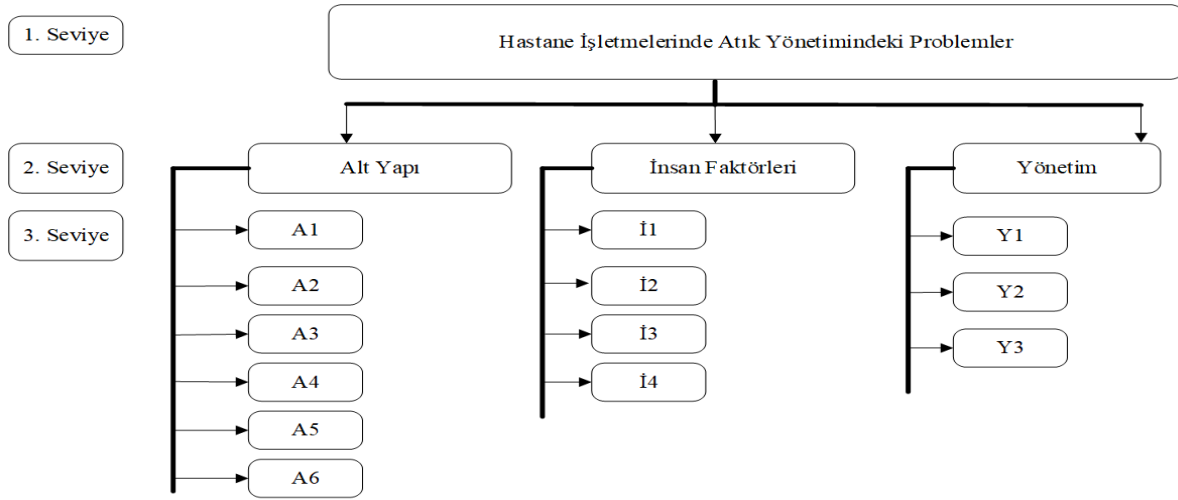 1. Seviye
Hastane İşletmelerinde Atık Yönetimindeki Problemler
2. Seviye
Alt Yapı
İnsan Faktörleri
Yönetim
3. Seviye
A1
A2
A3
A4
A5
A6
İ1
İ2
İ3
İ4
Y1
Y2
Y3